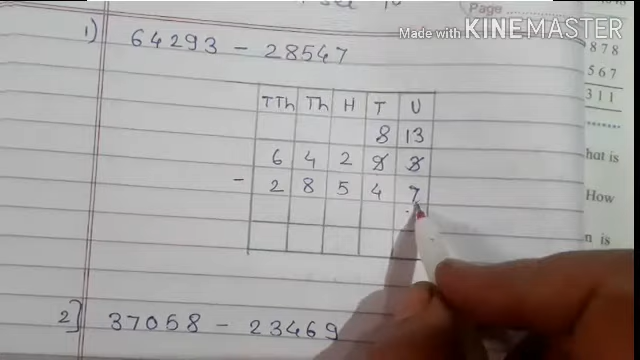 Page
Made with KINEMASTER
1) 64293 - 28547
878
567
311
TTh Th H T U
8 13
6 4 2 9 3
- 2 8 5 4 7
hat is
How
n is
2] 37058 - 23469